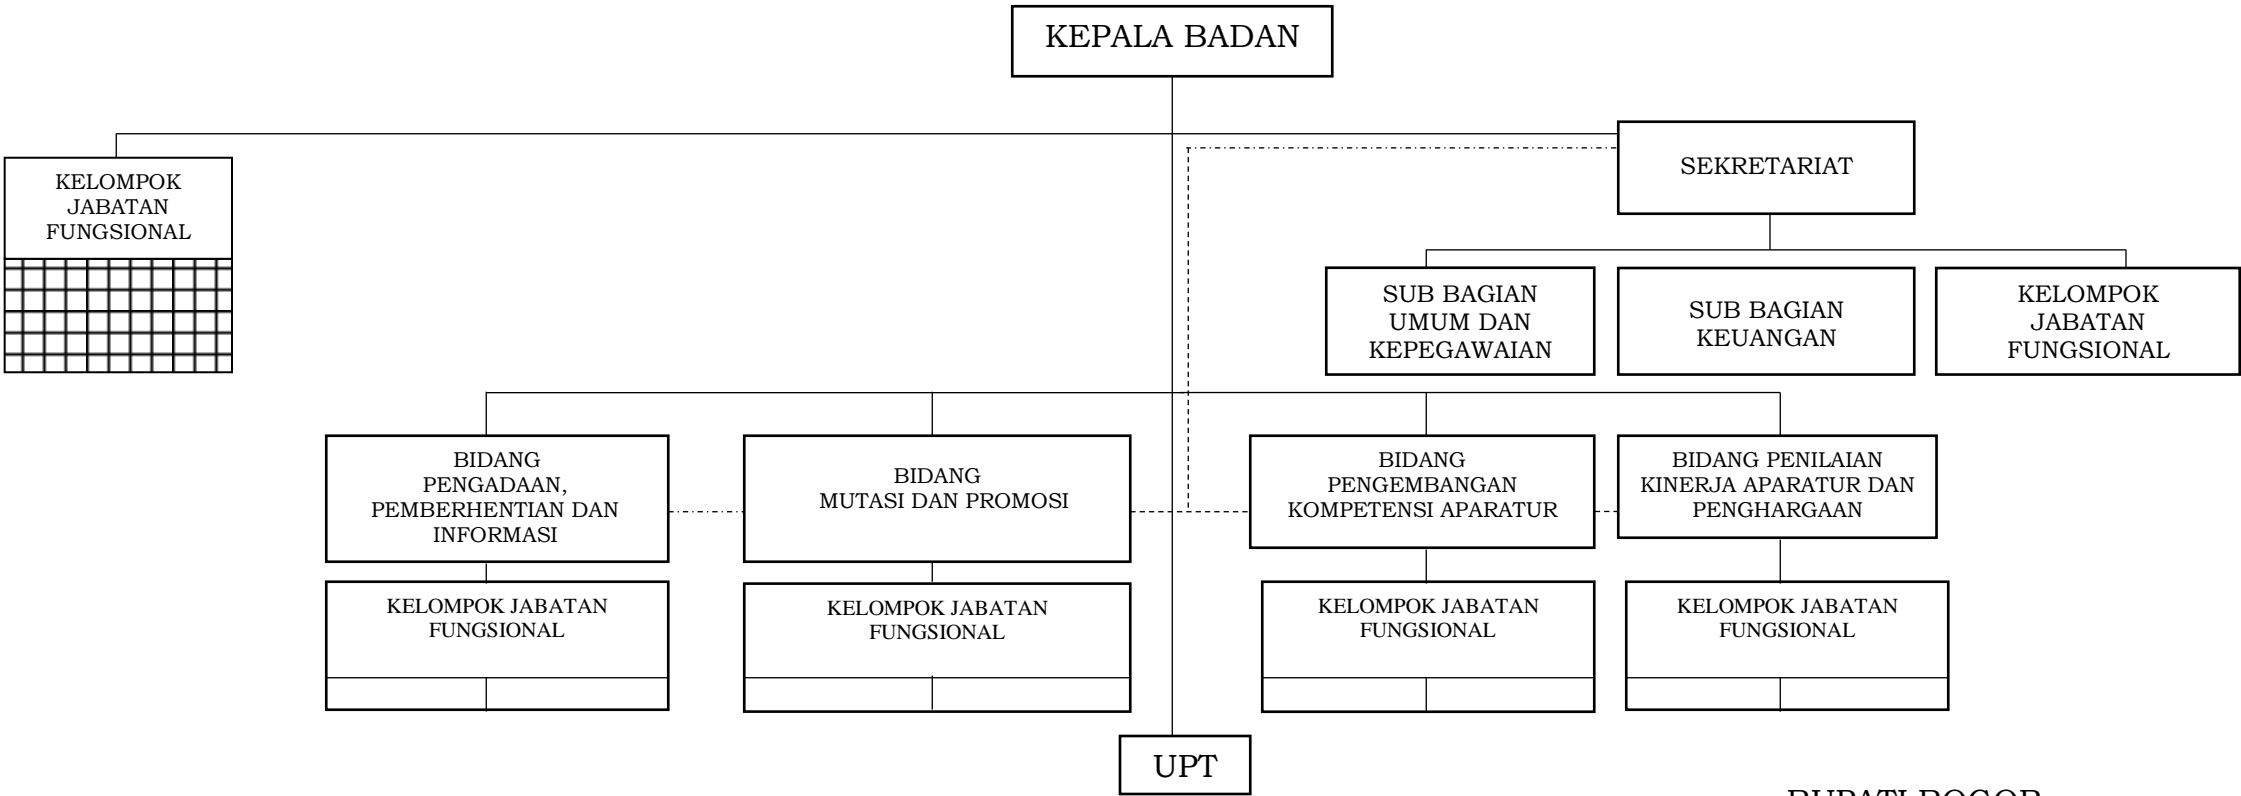 KEPALA BADAN
SEKRETARIAT
KELOMPOK
JABATAN
FUNGSIONAL
SUB BAGIAN
UMUM DAN
KEPEGAWAIAN
SUB BAGIAN
KEUANGAN
KELOMPOK
JABATAN
FUNGSIONAL
BIDANG
PENGADAAN,
PEMBERHENTIAN DAN
INFORMASI
BIDANG
MUTASI DAN PROMOSI
BIDANG
PENGEMBANGAN
KOMPETENSI APARATUR
BIDANG PENILAIAN
KINERJA APARATUR DAN
PENGHARGAAN
KELOMPOK JABATAN
FUNGSIONAL
KELOMPOK JABATAN
FUNGSIONAL
KELOMPOK JABATAN
FUNGSIONAL
KELOMPOK JABATAN
FUNGSIONAL
UPT
BUPATI BOGOR